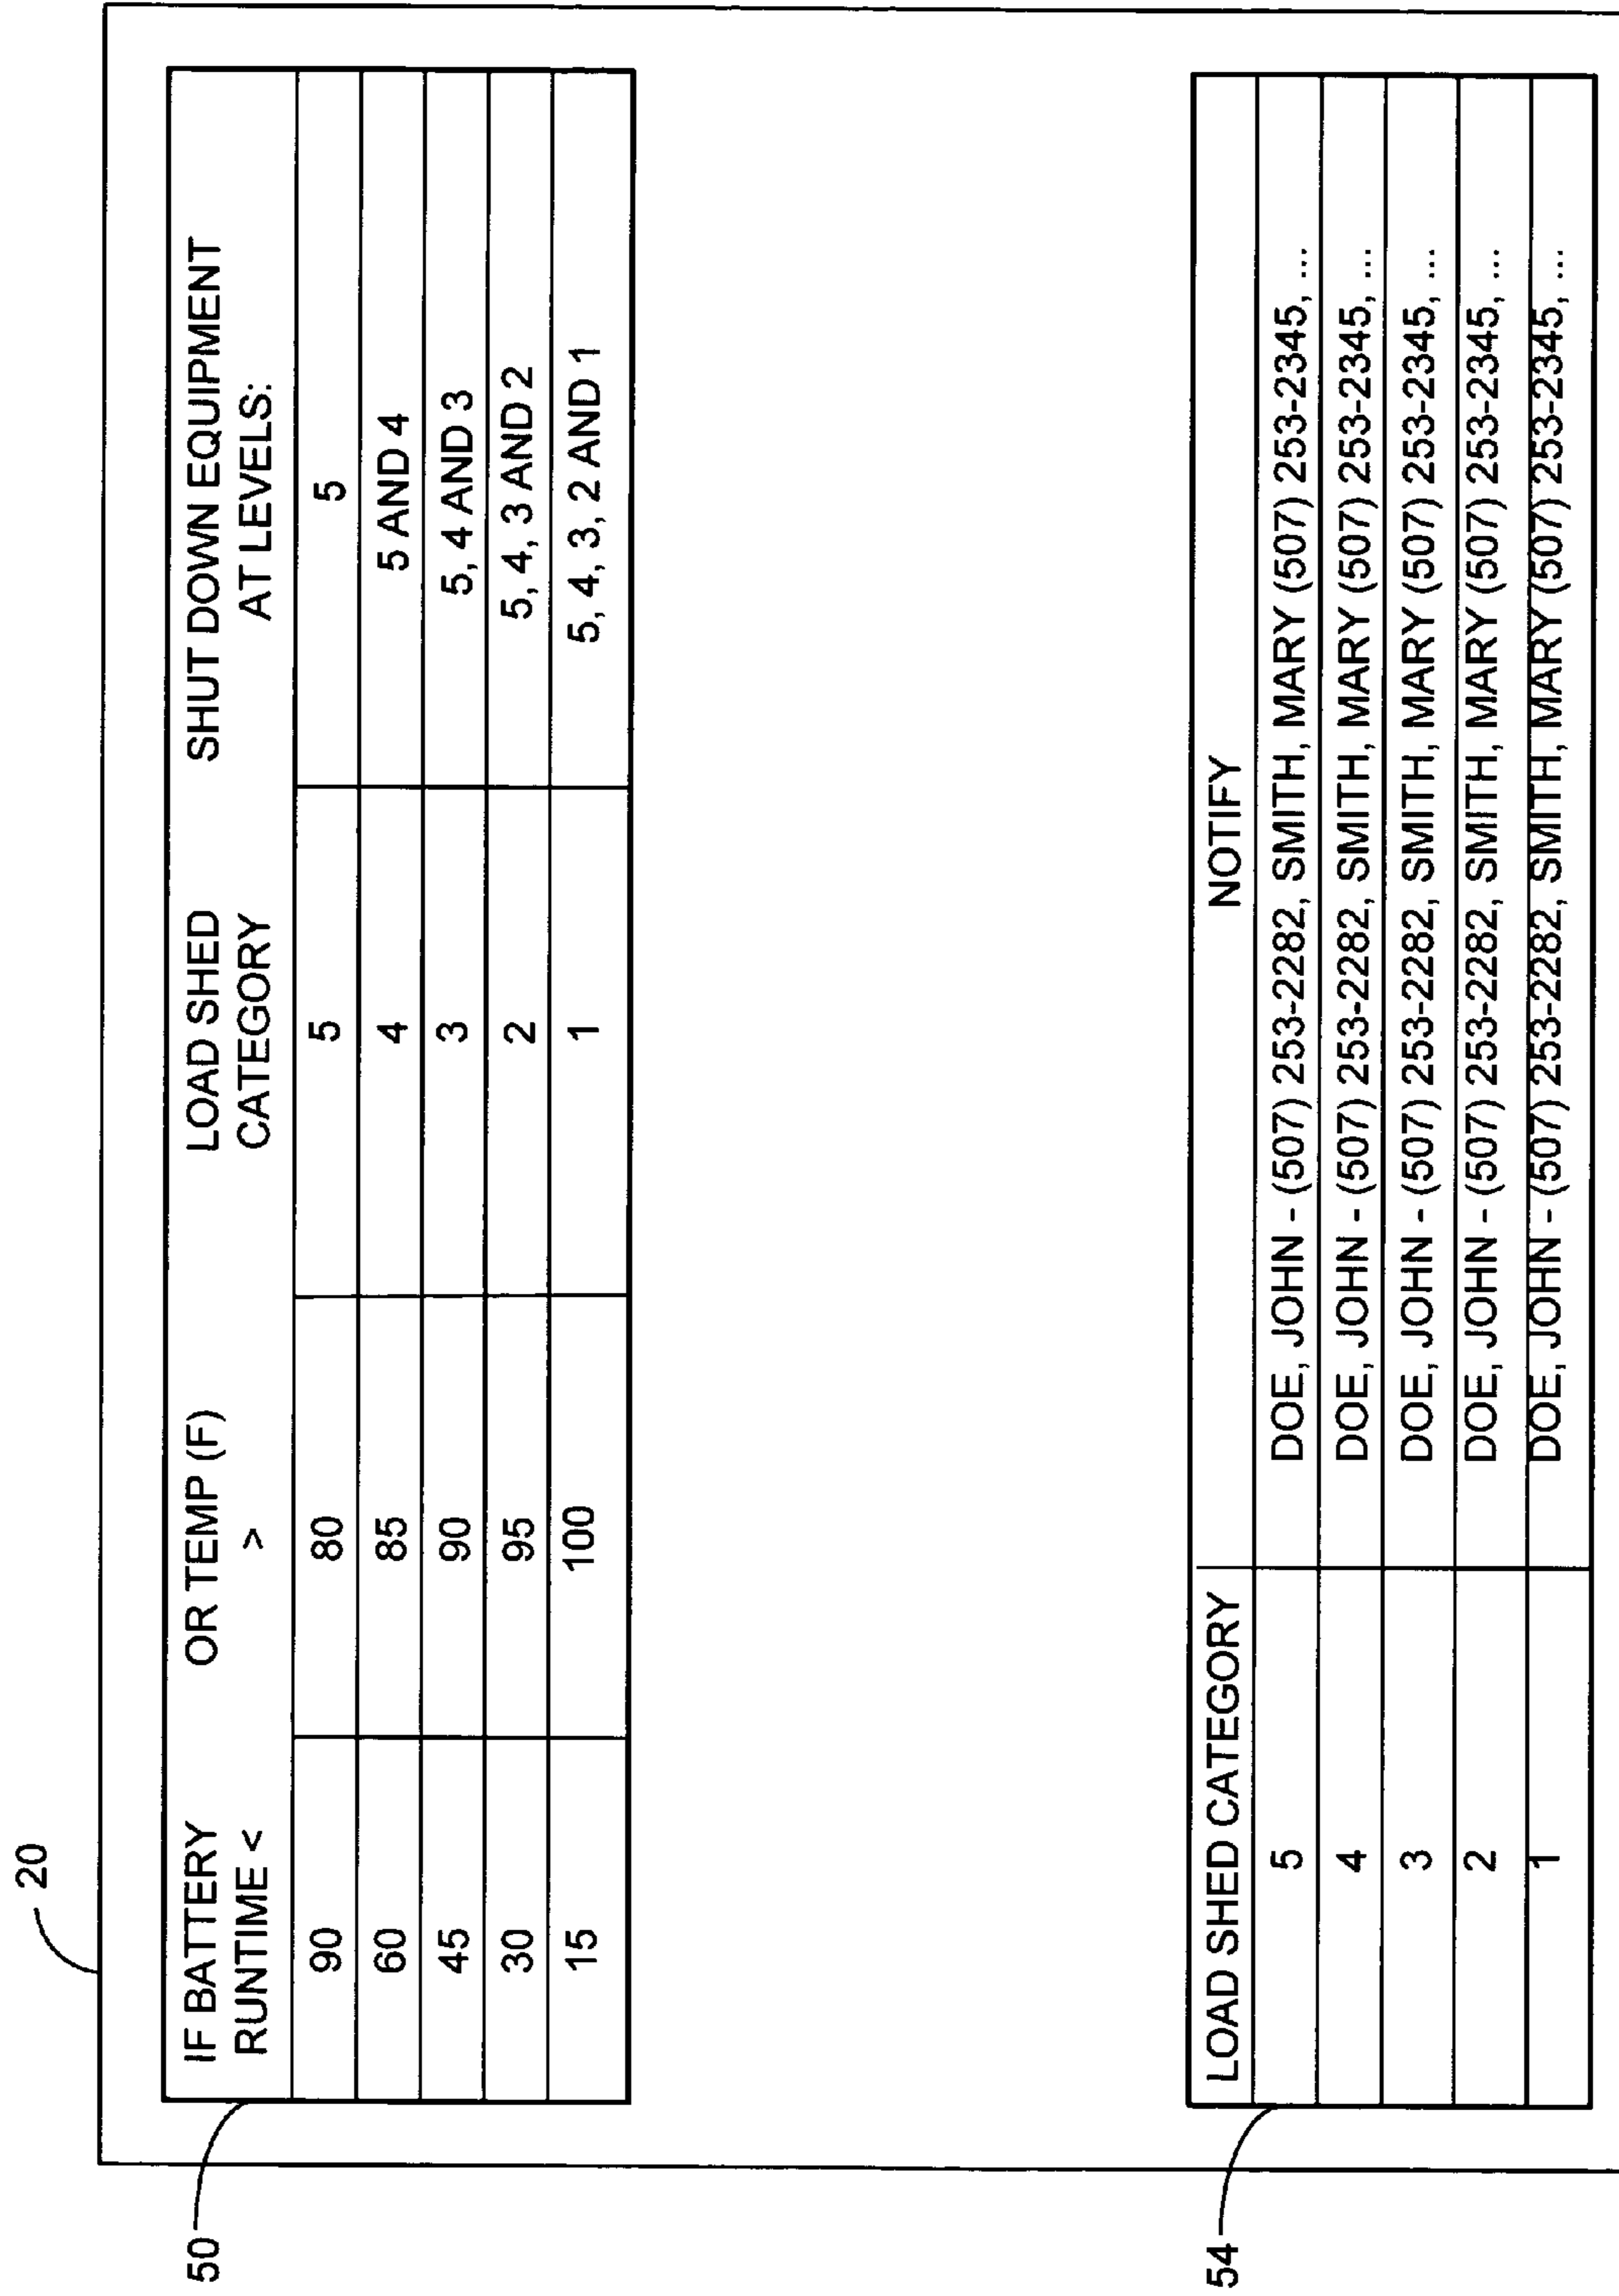 20
50
IF BATTERY RUNTIME < OR TEMP (F) > LOAD SHED CATEGORY SHUT DOWN EQUIPMENT AT LEVELS:
90 80 5 5
60 85 4 5 AND 4
45 90 3 5, 4 AND 3
30 95 2 5, 4, 3 AND 2
15 100 1 5, 4, 3, 2 AND 1
54
LOAD SHED CATEGORY NOTIFY
5 DOE, JOHN - (507) 253-2282, SMITH, MARY (507) 253-2345, ...
4 DOE, JOHN - (507) 253-2282, SMITH, MARY (507) 253-2345, ...
3 DOE, JOHN - (507) 253-2282, SMITH, MARY (507) 253-2345, ...
2 DOE, JOHN - (507) 253-2282, SMITH, MARY (507) 253-2345, ...
1 DOE, JOHN - (507) 253-2282, SMITH, MARY (507) 253-2345, ...